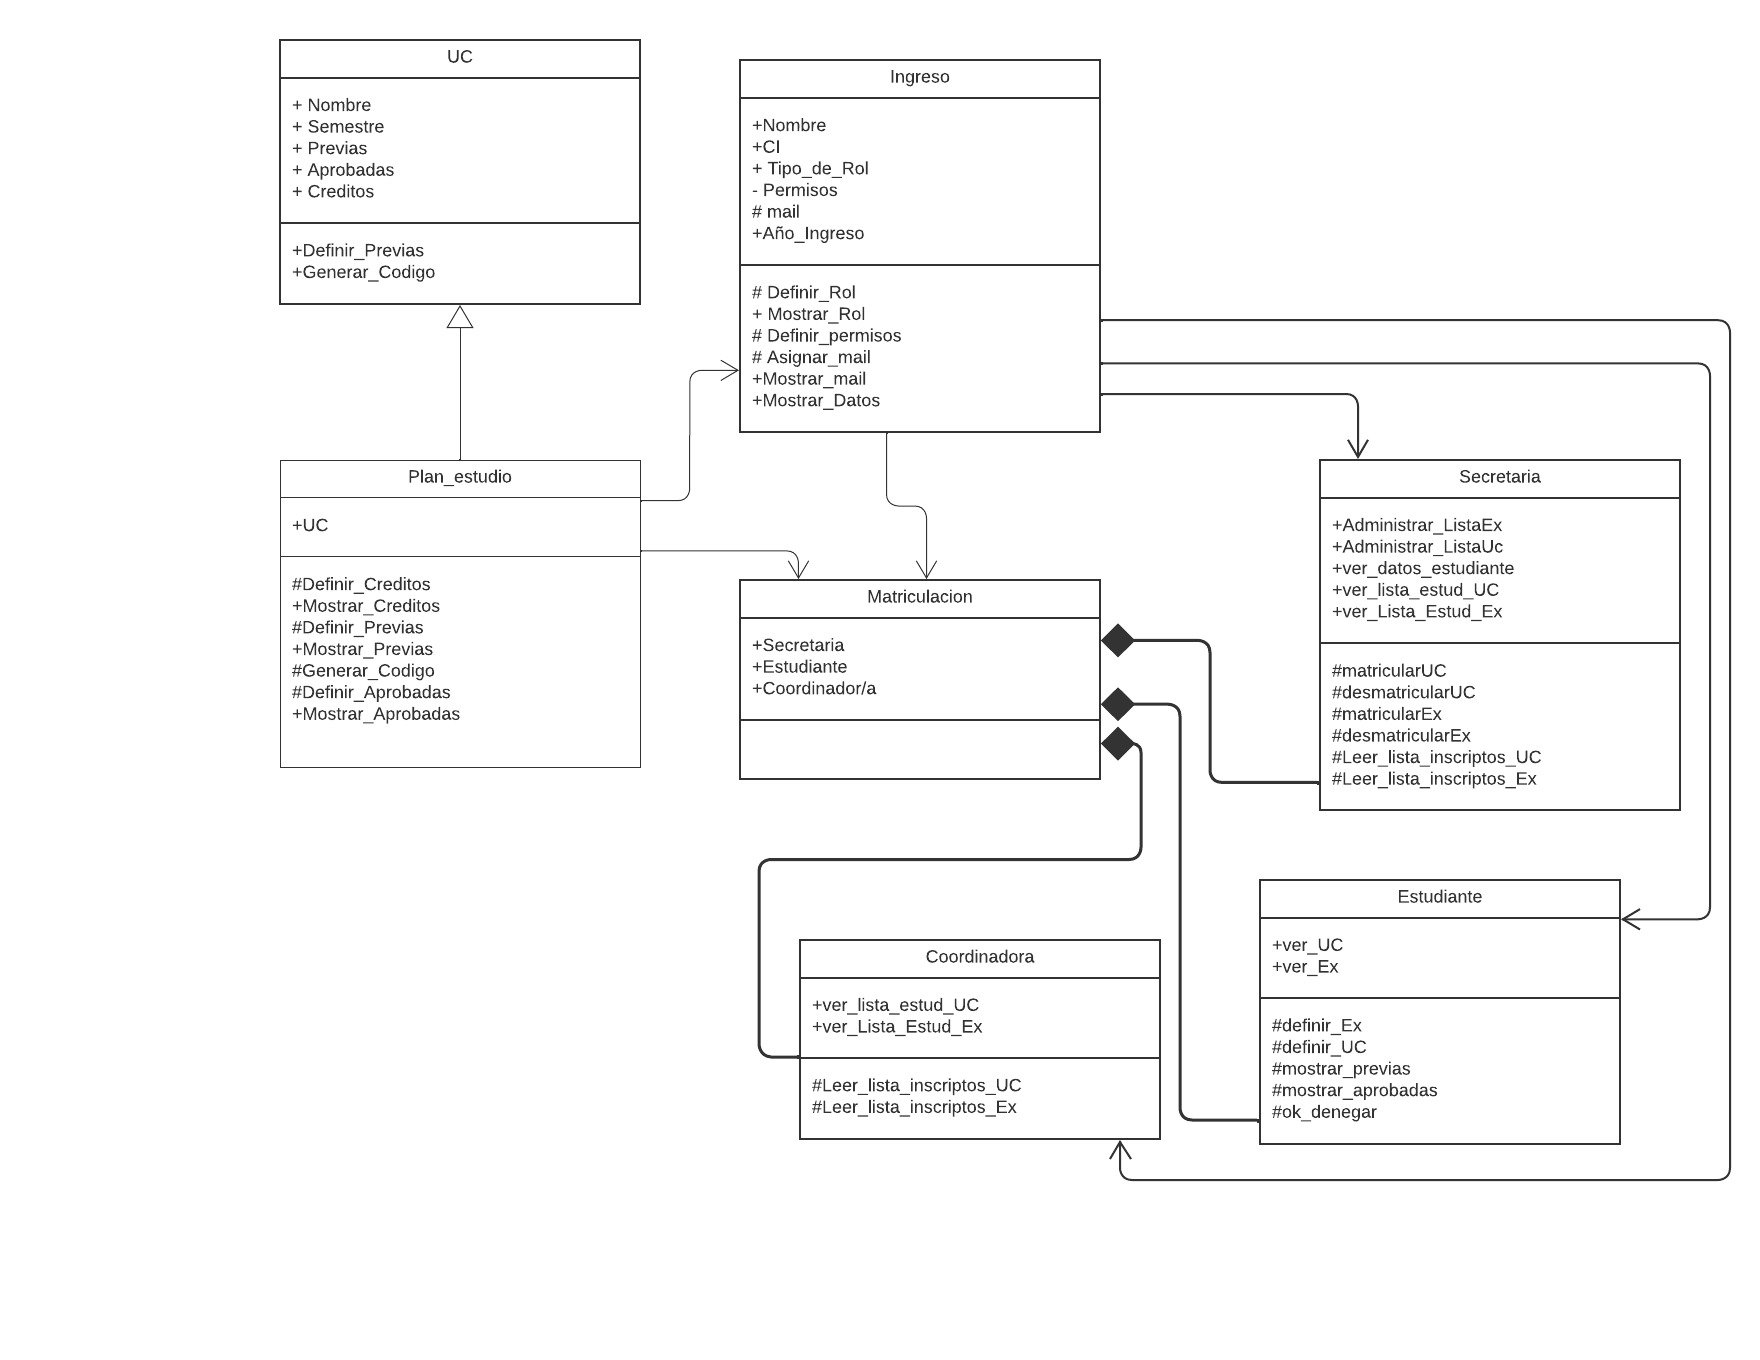 UC
+ Nombre
+ Semestre
+ Previas
+ Aprobadas
+ Creditos
+Definir_Previas
+Generar_Codigo
Ingreso
+Nombre
+CI
+ Tipo_de_Rol
- Permisos
# mail
+Año_Ingreso
# Definir_Rol
+ Mostrar_Rol
# Definir_permisos
# Asignar_mail
+Mostrar_mail
+Mostrar_Datos
Plan_estudio
+UC
#Definir_Creditos
+Mostrar_Creditos
#Definir_Previas
+Mostrar_Previas
#Generar_Codigo
#Definir_Aprobadas
+Mostrar_Aprobadas
Matriculacion
+Secretaria
+Estudiante
+Coordinador/a
Secretaria
+Administrar_ListaEx
+Administrar_ListaUc
+ver_datos_estudiante
+ver_lista_estud_UC
+ver_Lista_Estud_Ex
#matricularUC
#desmatricularUC
#matricularEx
#desmatricularEx
#Leer_lista_inscriptos_UC
#Leer_lista_inscriptos_Ex
Coordinadora
+ver_lista_estud_UC
+ver_Lista_Estud_Ex
#Leer_lista_inscriptos_UC
#Leer_lista_inscriptos_Ex
Estudiante
+ver_UC
+ver_Ex
#definir_Ex
#definir_UC
#mostrar_previas
#mostrar_aprobadas
#ok_denegar